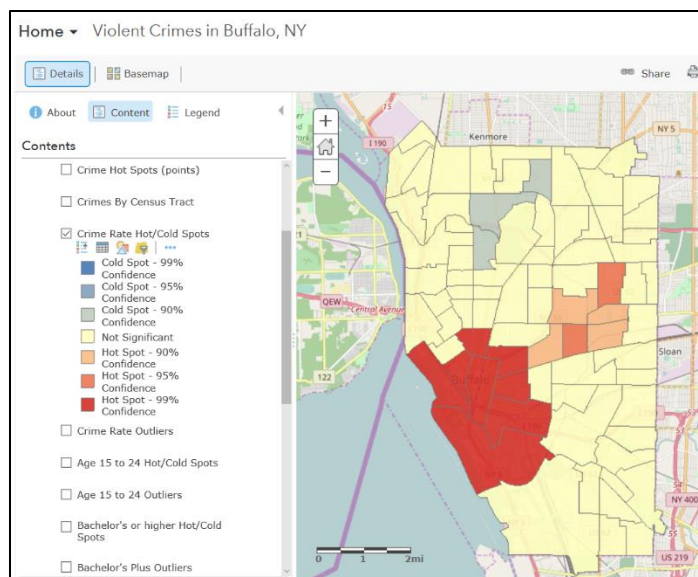 Home ▾ Violent Crimes in Buffalo, NY
Details | Basemap |
Share
About Content Legend
Contents
Crime Hot Spots (points)
Crimes By Census Tract
Crime Rate Hot/Cold Spots
Cold Spot - 99%
Confidence
Cold Spot - 95%
Confidence
Cold Spot - 90%
Confidence
Not Significant
Hot Spot - 90%
Confidence
Hot Spot - 95%
Confidence
Hot Spot - 99%
Confidence
Crime Rate Outliers
Age 15 to 24 Hot/Cold Spots
Age 15 to 24 Outliers
Bachelor's or higher Hot/Cold
Spots
Bachelor's Plus Outliers
+
−
I 190
Kenmore
NY 5
QEW
Central Avenue
122
Buffalo
I 190
Sloan
NY 400
US 219
0 1 2mi